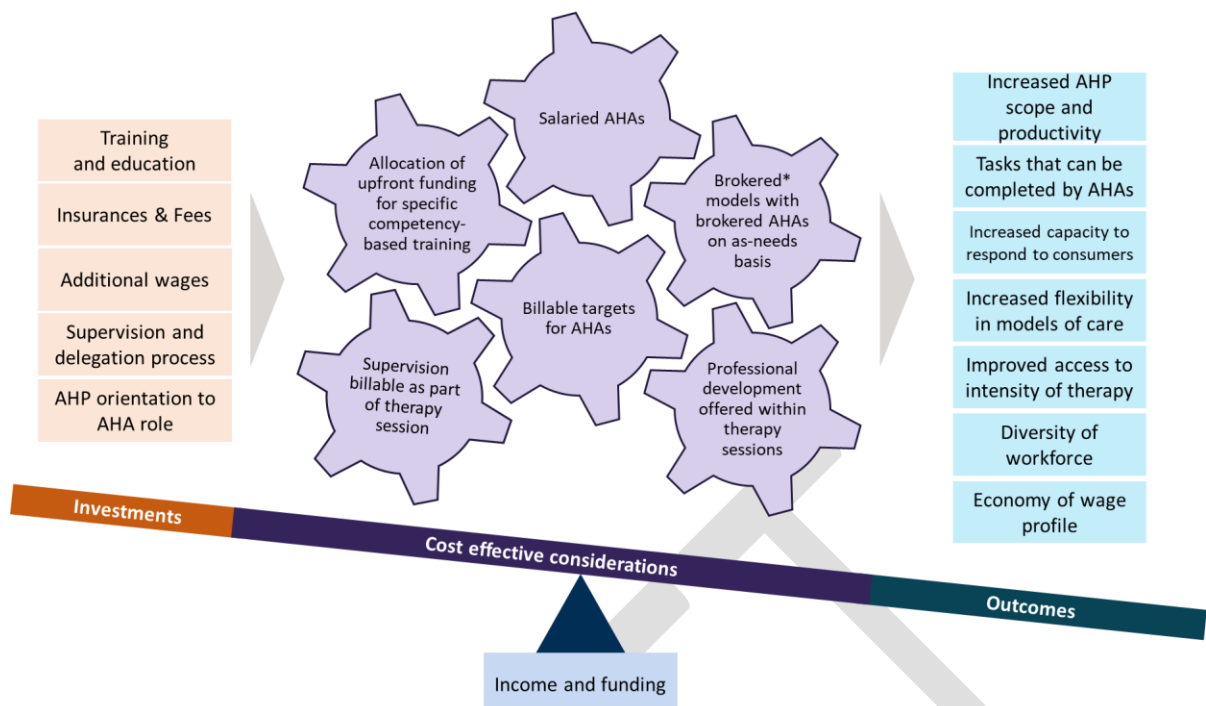 Training
and education
Insurances & Fees
Additional wages
Supervision and
delegation process
AHP orientation to
AHA role
Salaried AHAs
Allocation of
upfront funding
for specific
competency-
based training
Brokered*
models with
brokered AHAs
on as-needs
basis
Billable targets
for AHAs
Supervision
billable as part
of therapy
session
Professional
development
offered within
therapy
sessions
Increased AHP
scope and
productivity
Tasks that can be
completed by AHAs
Increased capacity to
respond to consumers
Increased flexibility
in models of care
Improved access to
intensity of therapy
Diversity of
workforce
Economy of wage
profile
Investments
Cost effective considerations
Outcomes
Income and funding